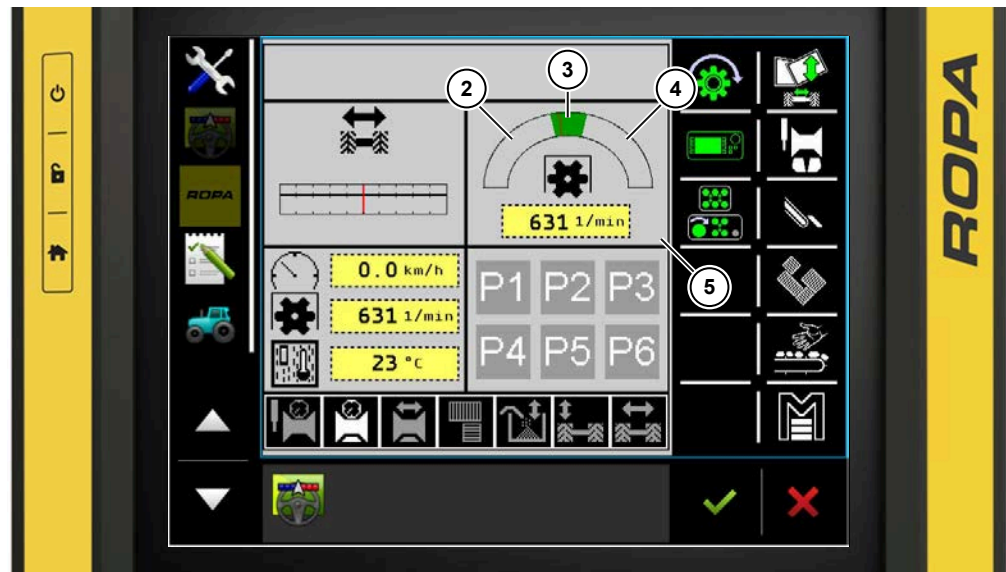 2
3
4
ROPA
ROPA
631 1/min
0.0 km/h
631 1/min
23 °C
P1 P2 P3
P4 P5 P6
5
M